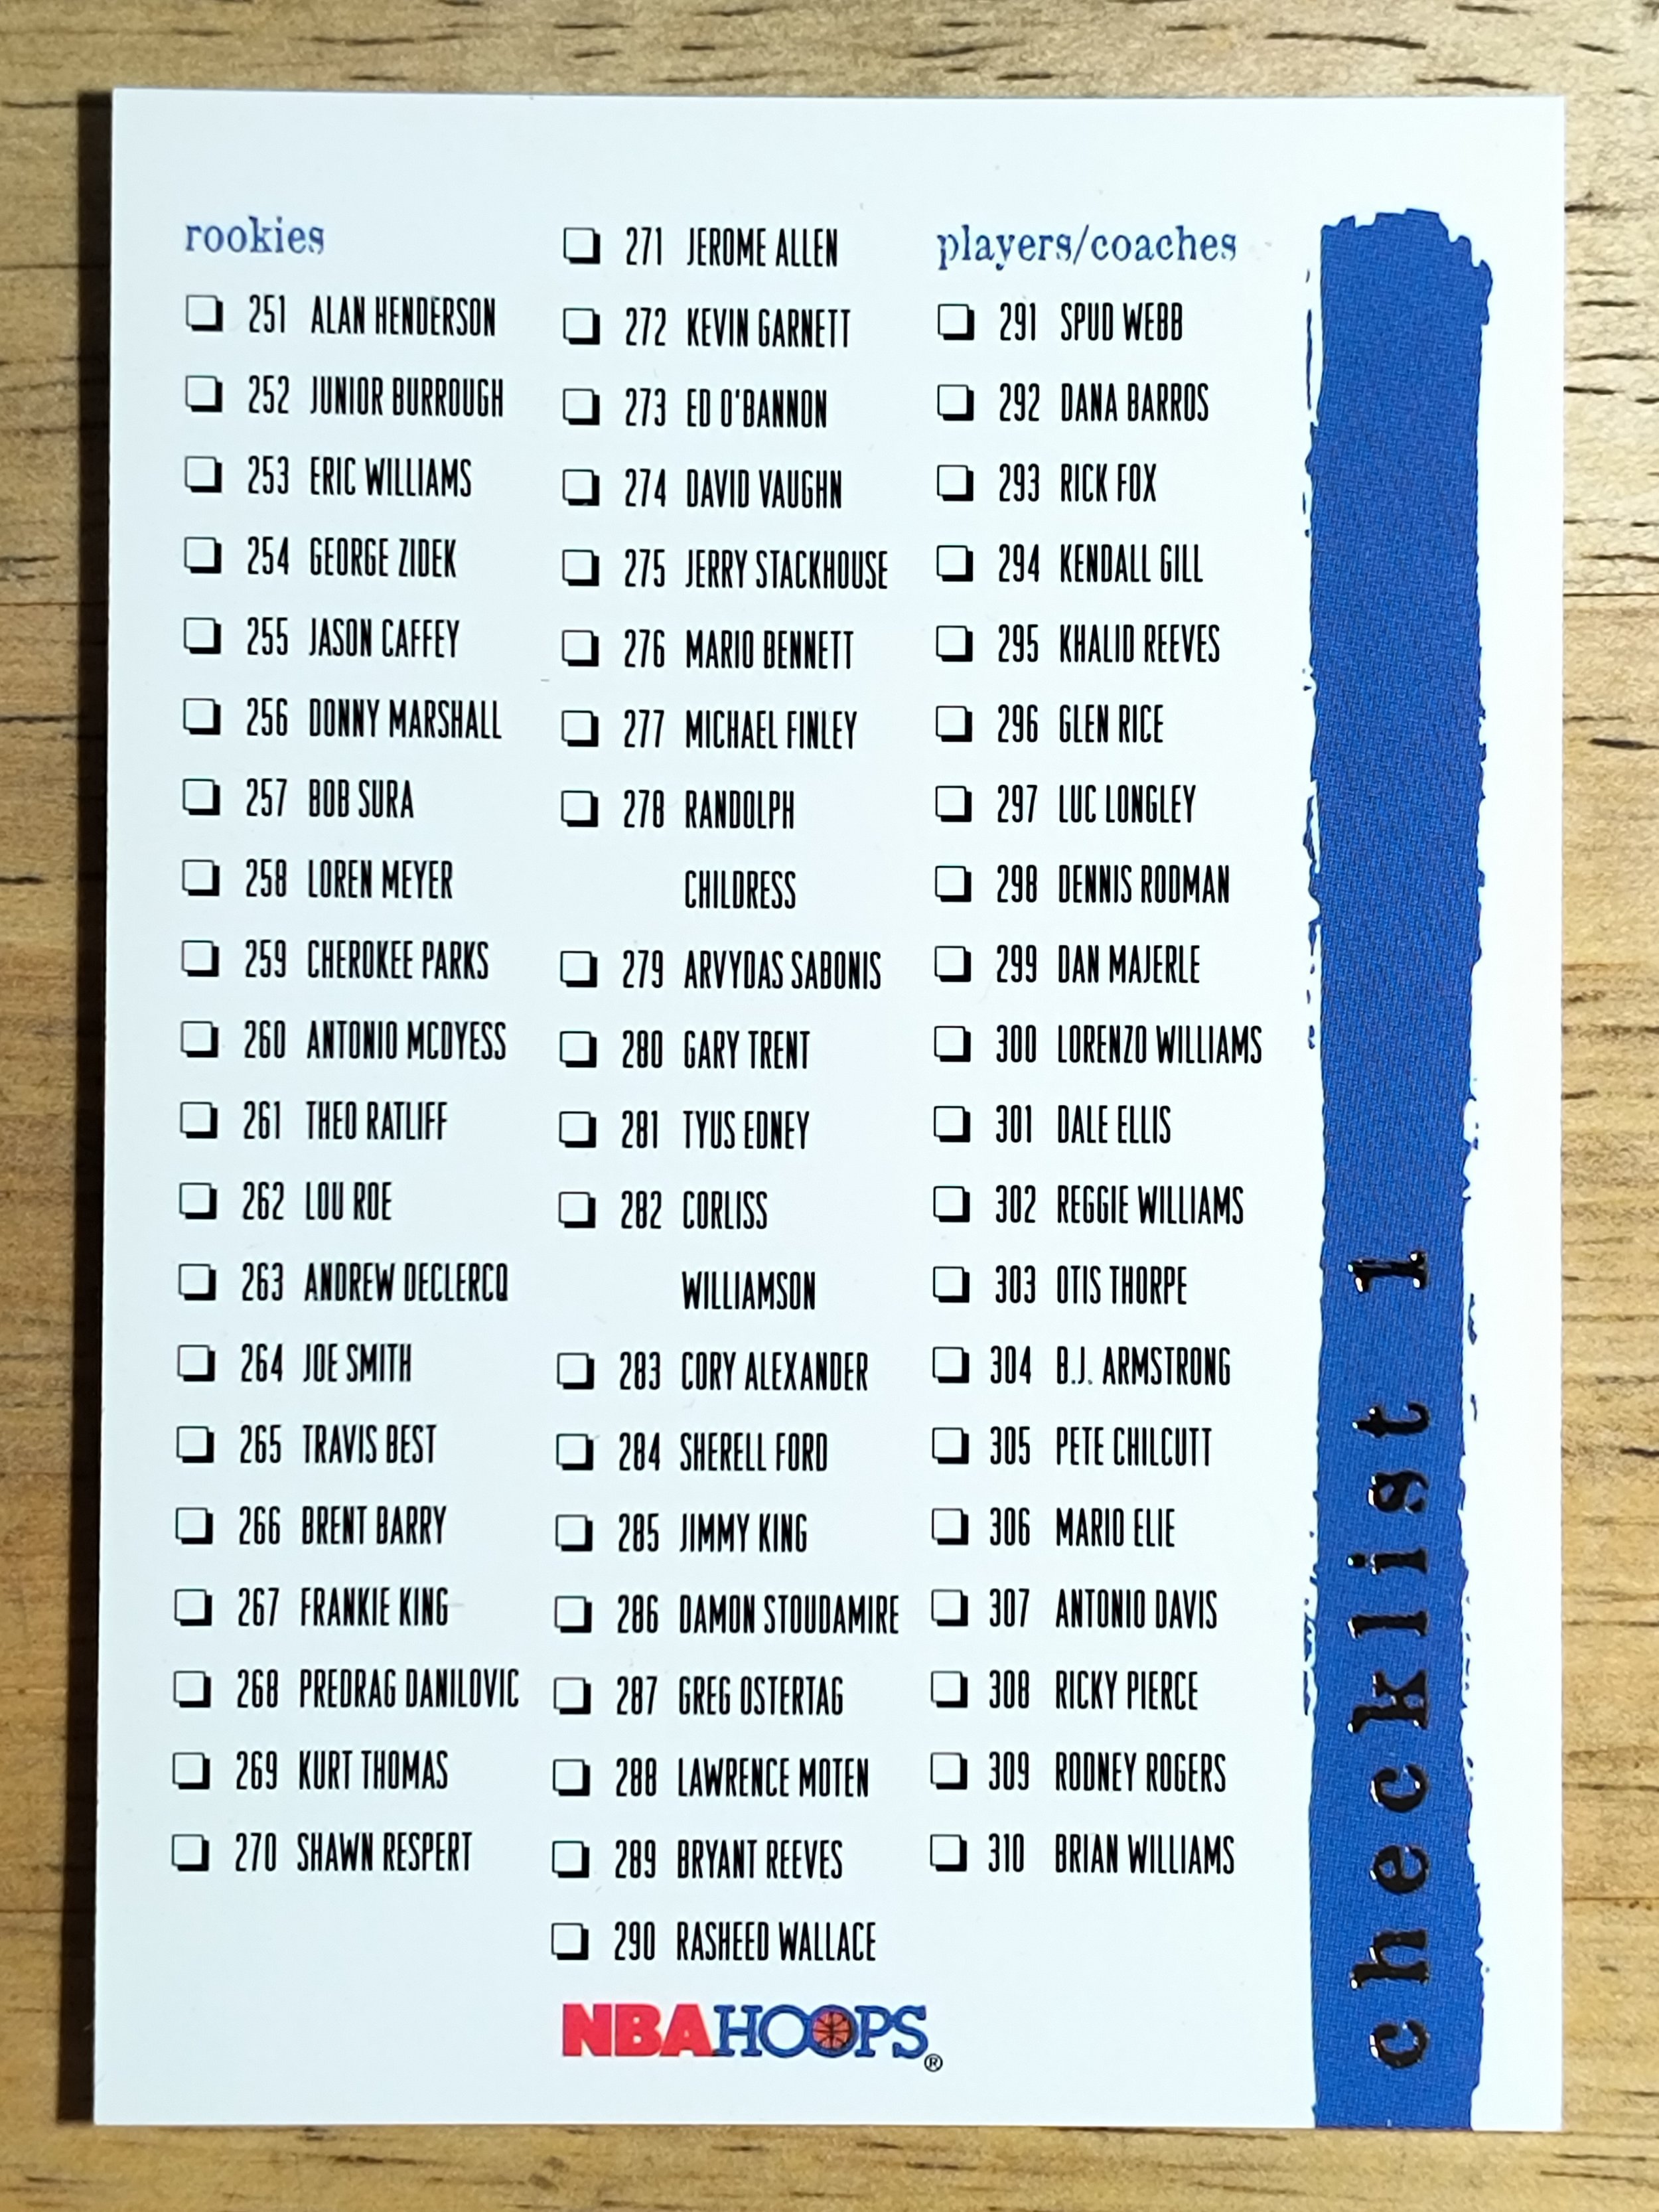 rookies
251 ALAN HENDERSON
252 JUNIOR BURROUGH
253 ERIC WILLIAMS
254 GEORGE ZIDEK
255 JASON CAFFEY
256 DONNY MARSHALL
257 BOB SURA
258 LOREN MEYER
259 CHEROKEE PARKS
260 ANTONIO MCDYESS
261 THEO RATLIFF
262 LOU ROE
263 ANDREW DECLERCQ
264 JOE SMITH
265 TRAVIS BEST
266 BRENT BARRY
267 FRANKIE KING
268 PREDRAG DANILOVIC
269 KURT THOMAS
270 SHAWN RESPERT
271 JEROME ALLEN
272 KEVIN GARNETT
273 ED O'BANNON
274 DAVID VAUGHN
275 JERRY STACKHOUSE
276 MARIO BENNETT
277 MICHAEL FINLEY
278 RANDOLPH
CHILDRESS
279 ARVYDAS SABONIS
280 GARY TRENT
281 TYUS EDNEY
282 CORLISS
WILLIAMSON
283 CORY ALEXANDER
284 SHERELL FORD
285 JIMMY KING
286 DAMON STOUDAMIRE
287 GREG OSTERTAG
288 LAWRENCE MOTEN
289 BRYANT REEVES
290 RASHEED WALLACE
players/coaches
291 SPUD WEBB
292 DANA BARROS
293 RICK FOX
294 KENDALL GILL
295 KHALID REEVES
296 GLEN RICE
297 LUC LONGLEY
298 DENNIS RODMAN
299 DAN MAJERLE
300 LORENZO WILLIAMS
301 DALE ELLIS
302 REGGIE WILLIAMS
303 OTIS THORPE
304 B.J. ARMSTRONG
305 PETE CHILCUTT
306 MARIO ELIE
307 ANTONIO DAVIS
308 RICKY PIERCE
309 RODNEY ROGERS
310 BRIAN WILLIAMS
checklist 1
NBA HOOPS®